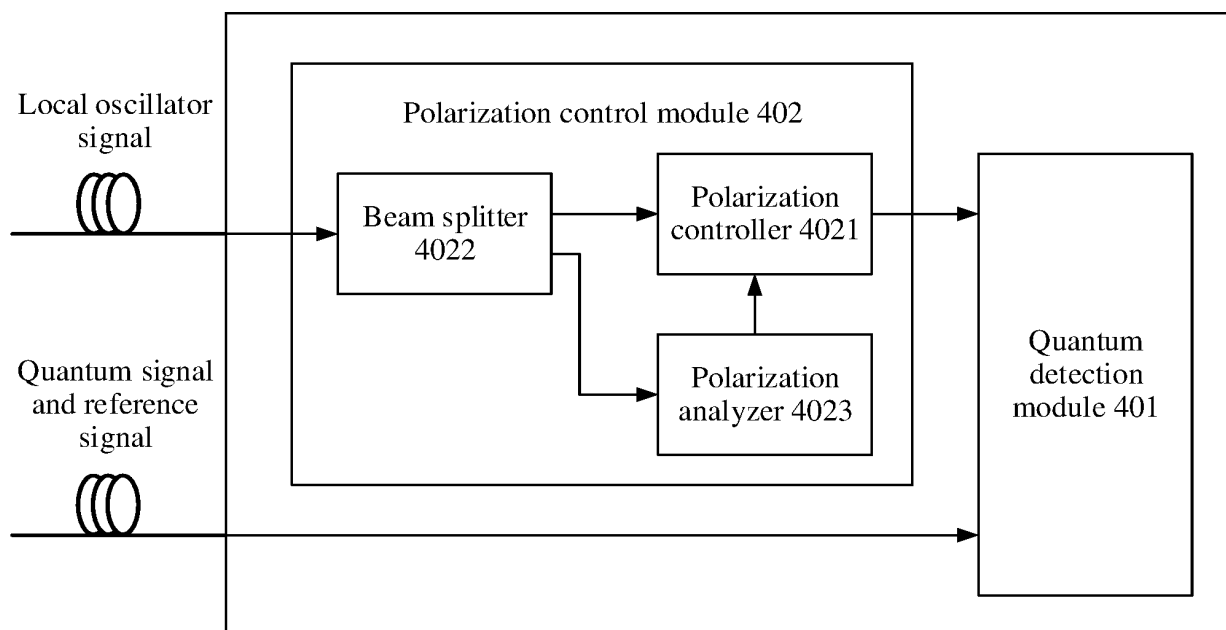 Local oscillator
signal
Polarization control module 402
Beam splitter
4022
Polarization
controller 4021
Polarization
analyzer 4023
Quantum signal
and reference
signal
Quantum
detection
module 401